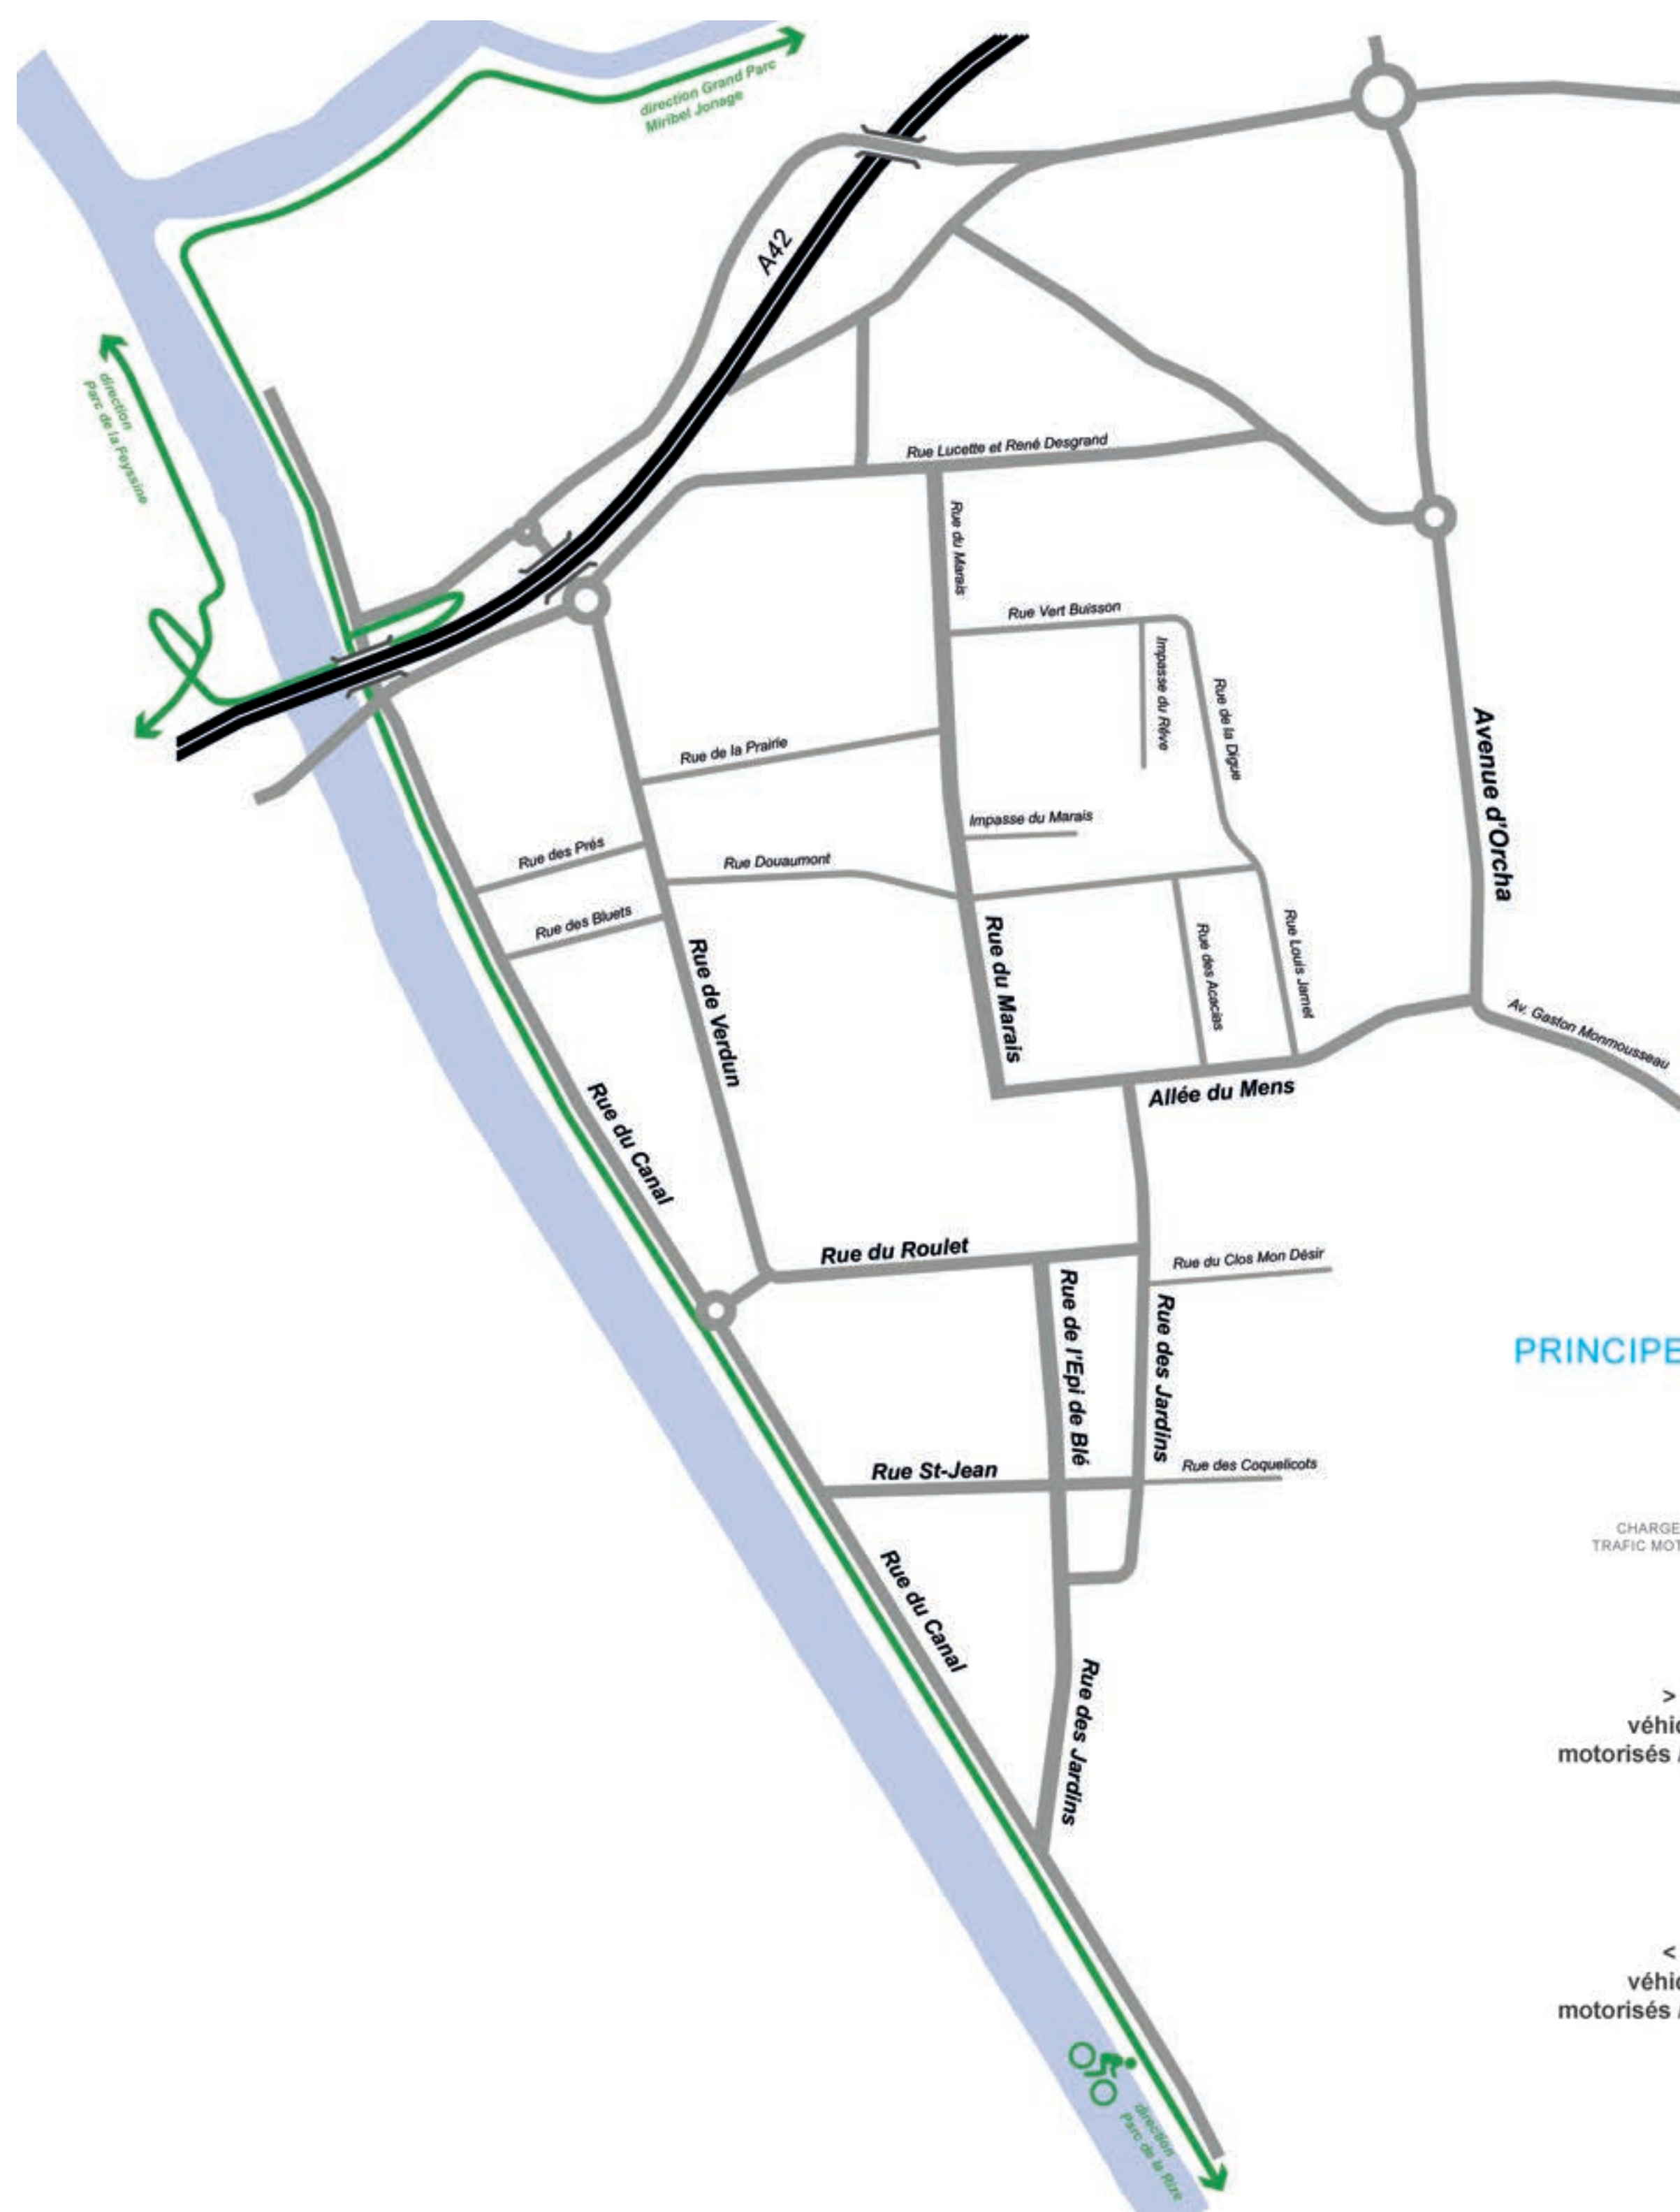 direction Grand Parc
Miribel Jonage
A42
direction
Parc de la Feyssine
Rue Lucette et René Desgrand
Rue du Marais
Rue Vert Buisson
Impasse du Rêve
Rue de la Digue
Avenue d'Orcha
Rue de la Prairie
Impasse du Marais
Rue des Prés
Rue Douaumont
Rue des Bluets
Rue de Verdun
Rue du Marais
Rue des Acacias
Rue Louis Jamet
Av. Gaston Monmousseau
Rue du Canal
Allée du Mens
Rue du Roulet
Rue du Clos Mon Désir
Rue de l'Epi de Blé
Rue des Jardins
PRINCIPE
Rue St-Jean
Rue des Coquelicots
CHARGE
TRAFIC MOT
Rue du Canal
Rue des Jardins
>
véhic
motorisés /
<
véhic
motorisés /
direction
Parc de la Rize